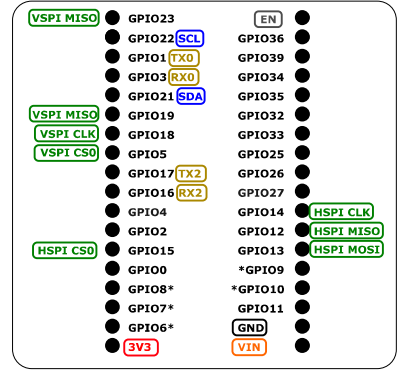 VSPI MISO GPIO23 EN
GPIO22 SCL GPIO36
GPIO1 TX0 GPIO39
GPIO3 RX0 GPIO34
GPIO21 SDA GPIO35
VSPI MISO GPIO19 GPIO32
VSPI CLK GPIO18 GPIO33
VSPI CS0 GPIO5 GPIO25
GPIO17 TX2 GPIO26
GPIO16 RX2 GPIO27
GPIO4 GPIO14 HSPI CLK
GPIO2 GPIO12 HSPI MISO
HSPI CS0 GPIO15 GPIO13 HSPI MOSI
GPIO0 *GPIO9
GPIO8* *GPIO10
GPIO7* GPIO11
GPIO6* GND
3V3 VIN